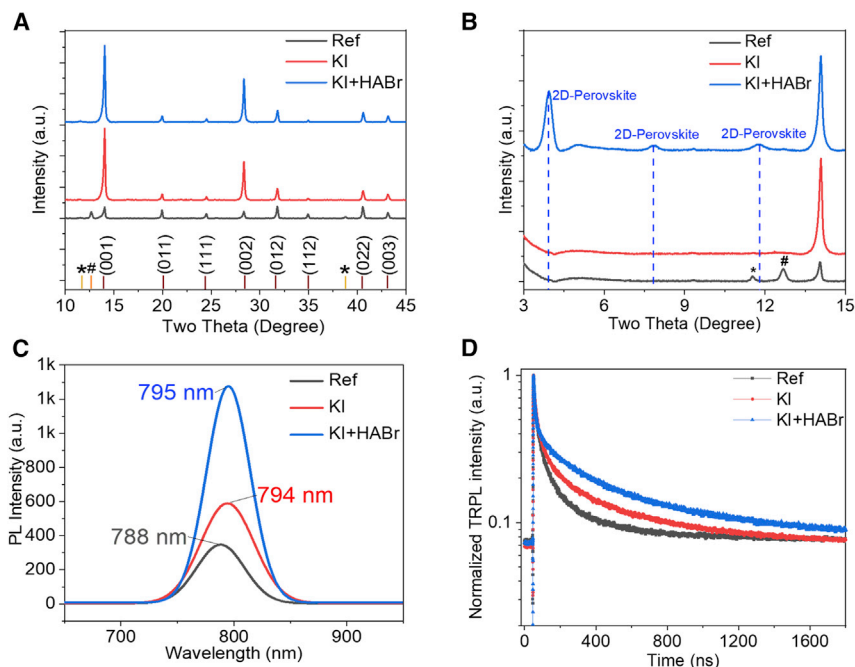 A
Ref
KI
KI+HABr
Intensity (a.u.)
* # (001) (011) (111) (002) (012) (112) * (022) (003)
10 15 20 25 30 35 40 45
Two Theta (Degree)
B
Ref
KI
KI+HABr
2D-Perovskite
2D-Perovskite 2D-Perovskite
Intensity (a.u.)
* #
3 6 9 12 15
Two Theta (Degree)
C
1k
1k
1k
800
600
400
200
0
PL Intensity (a.u.)
Ref
KI
KI+HABr
795 nm
794 nm
788 nm
700 800 900
Wavelength (nm)
D
1
0.1
Normalized TRPL intensity (a.u.)
Ref
KI
KI+HABr
0 400 800 1200 1600
Time (ns)